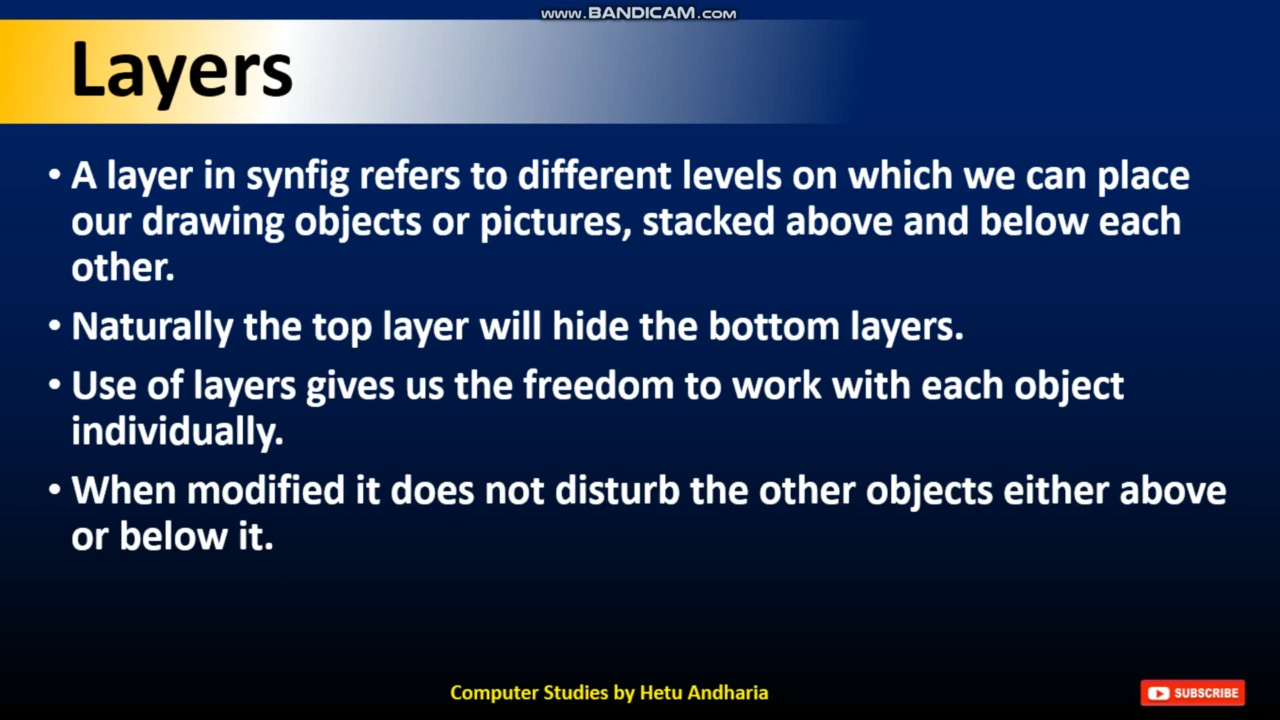 www.BANDICAM.com
Layers
• A layer in synfig refers to different levels on which we can place
our drawing objects or pictures, stacked above and below each
other.
• Naturally the top layer will hide the bottom layers.
• Use of layers gives us the freedom to work with each object
individually.
• When modified it does not disturb the other objects either above
or below it.
Computer Studies by Hetu Andharia
SUBSCRIBE